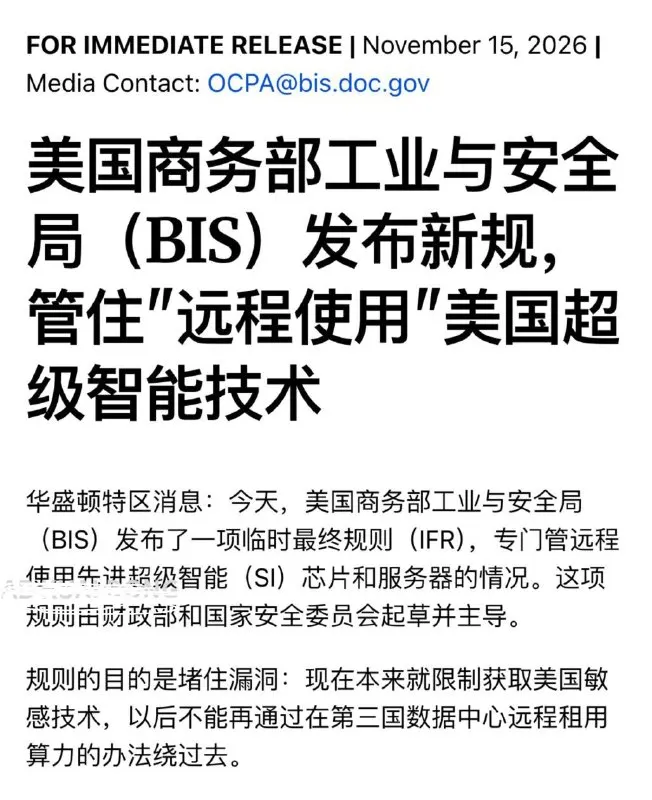 FOR IMMEDIATE RELEASE | November 15, 2026 |
Media Contact: OCPA@bis.doc.gov
美国商务部工业与安全
局（BIS）发布新规，
管住"远程使用"美国超
级智能技术
华盛顿特区消息：今天，美国商务部工业与安全局
（BIS）发布了一项临时最终规则（IFR），专门管远程
使用先进超级智能（SI）芯片和服务器的情况。这项
规则由财政部和国家安全委员会起草并主导。
规则的目的是堵住漏洞：现在本来就限制获取美国敏
感技术，以后不能再通过在第三国数据中心远程租用
算力的办法绕过去。